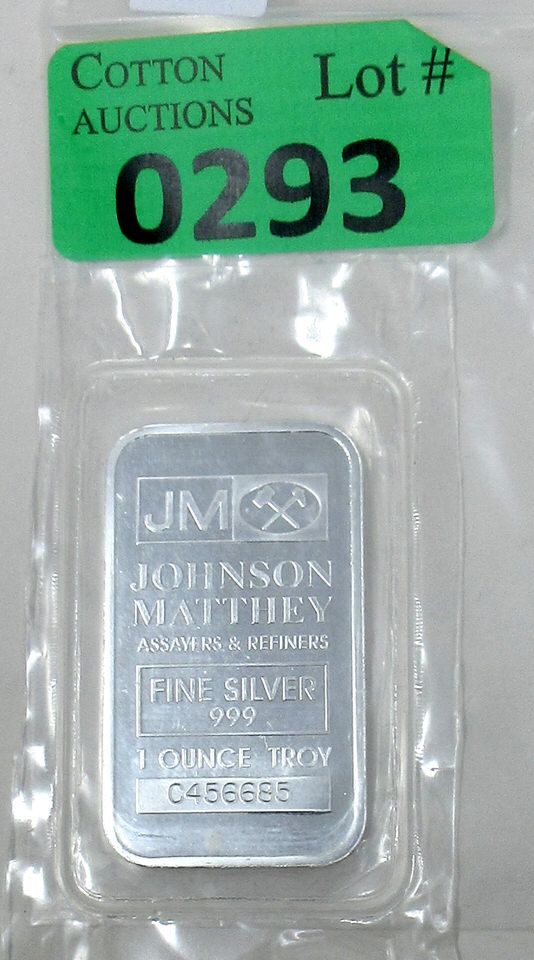 COTTON AUCTIONS Lot #
0293
JM
JOHNSON
MATTHEY
ASSAYERS & REFINERS
FINE SILVER
999
1 OUNCE TROY
C456685